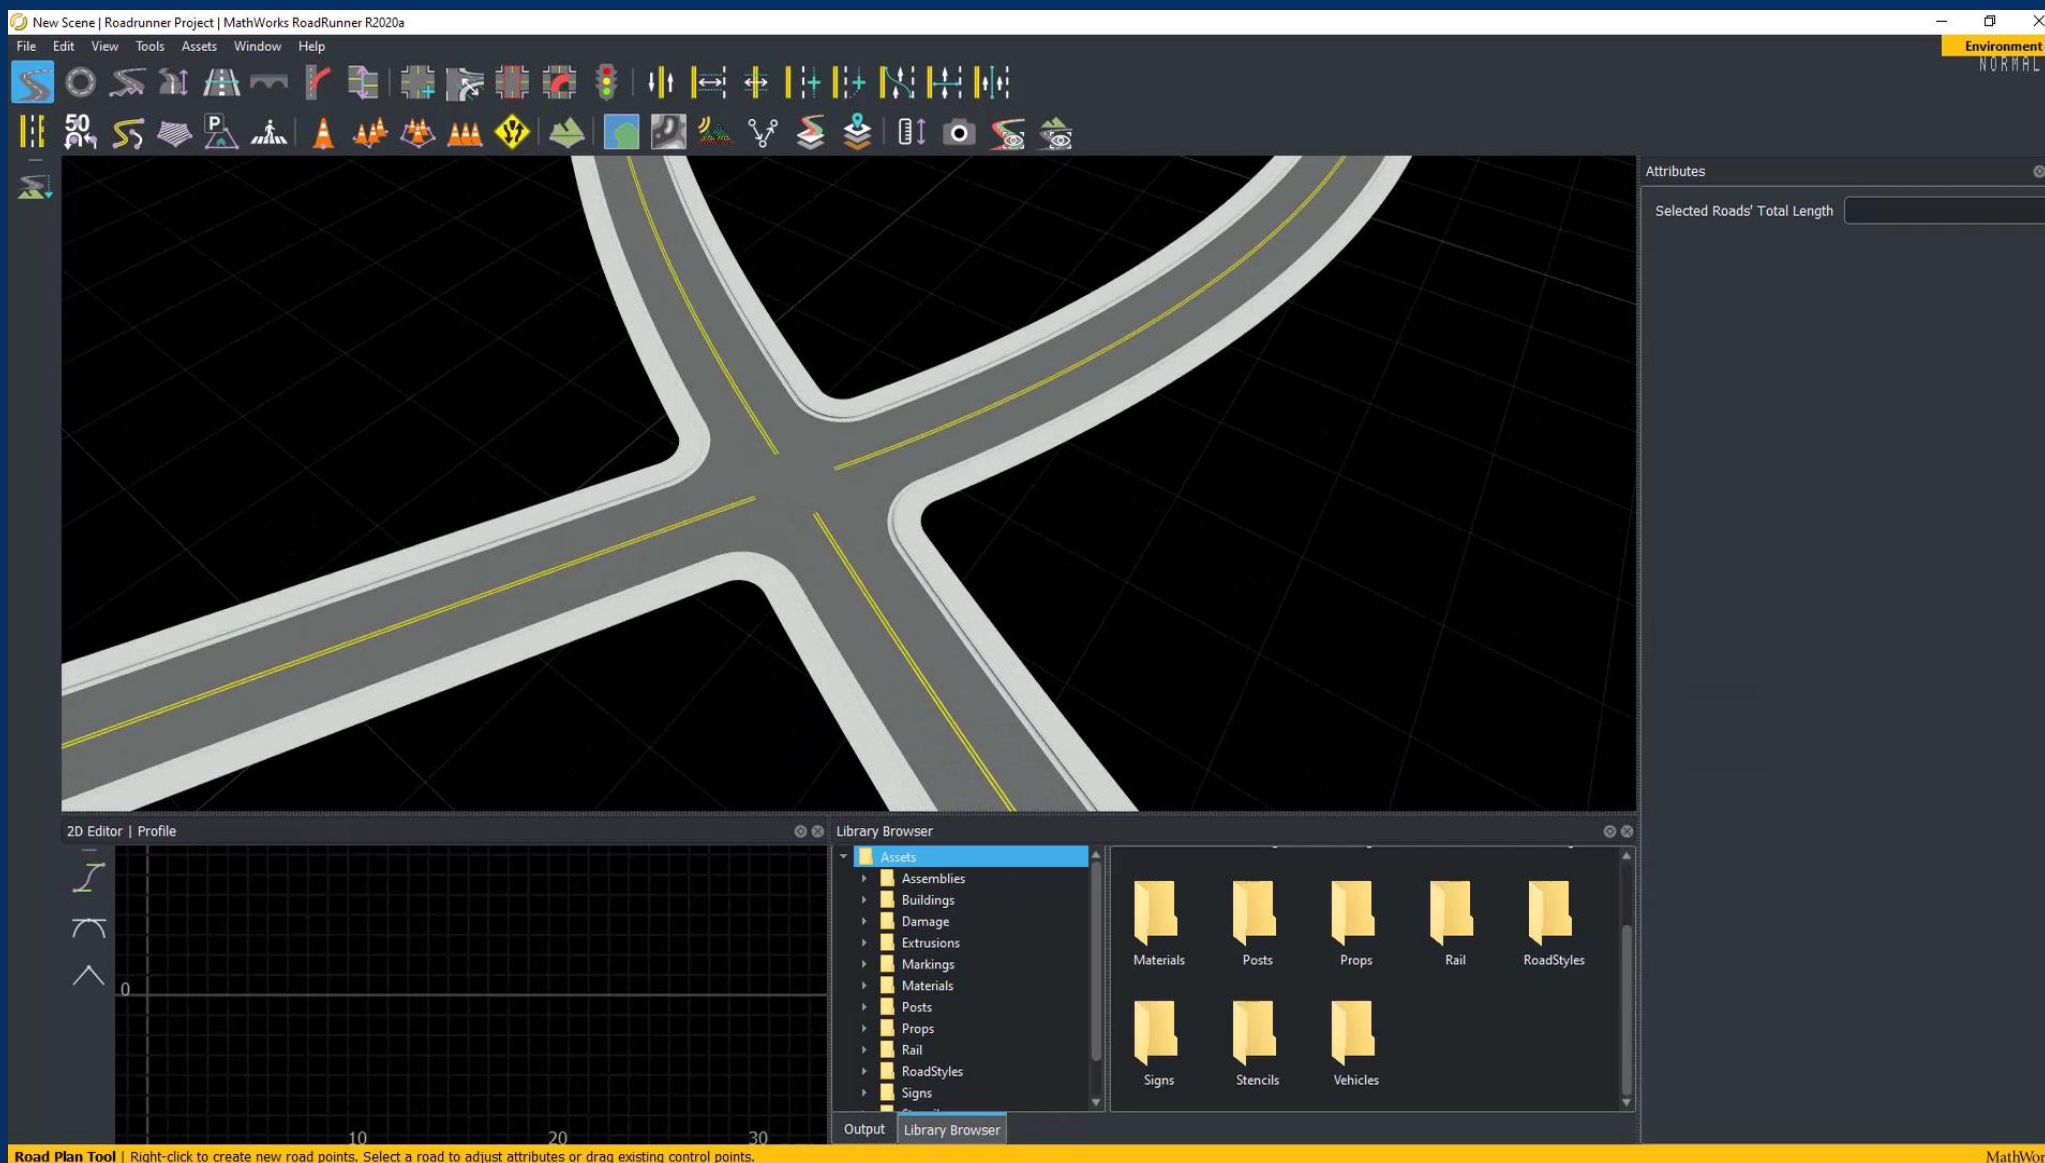 New Scene | Roadrunner Project | MathWorks RoadRunner R2020a
File Edit View Tools Assets Window Help
Environment
NORMAL
50
P
Attributes
Selected Roads' Total Length
2D Editor | Profile
0
10 20 30
Library Browser
Assets
Assemblies
Buildings
Damage
Extrusions
Markings
Materials
Posts
Props
Rail
RoadStyles
Signs
Materials Posts Props Rail RoadStyles
Signs Stencils Vehicles
Output Library Browser
Road Plan Tool | Right-click to create new road points. Select a road to adjust attributes or drag existing control points.
MathWor